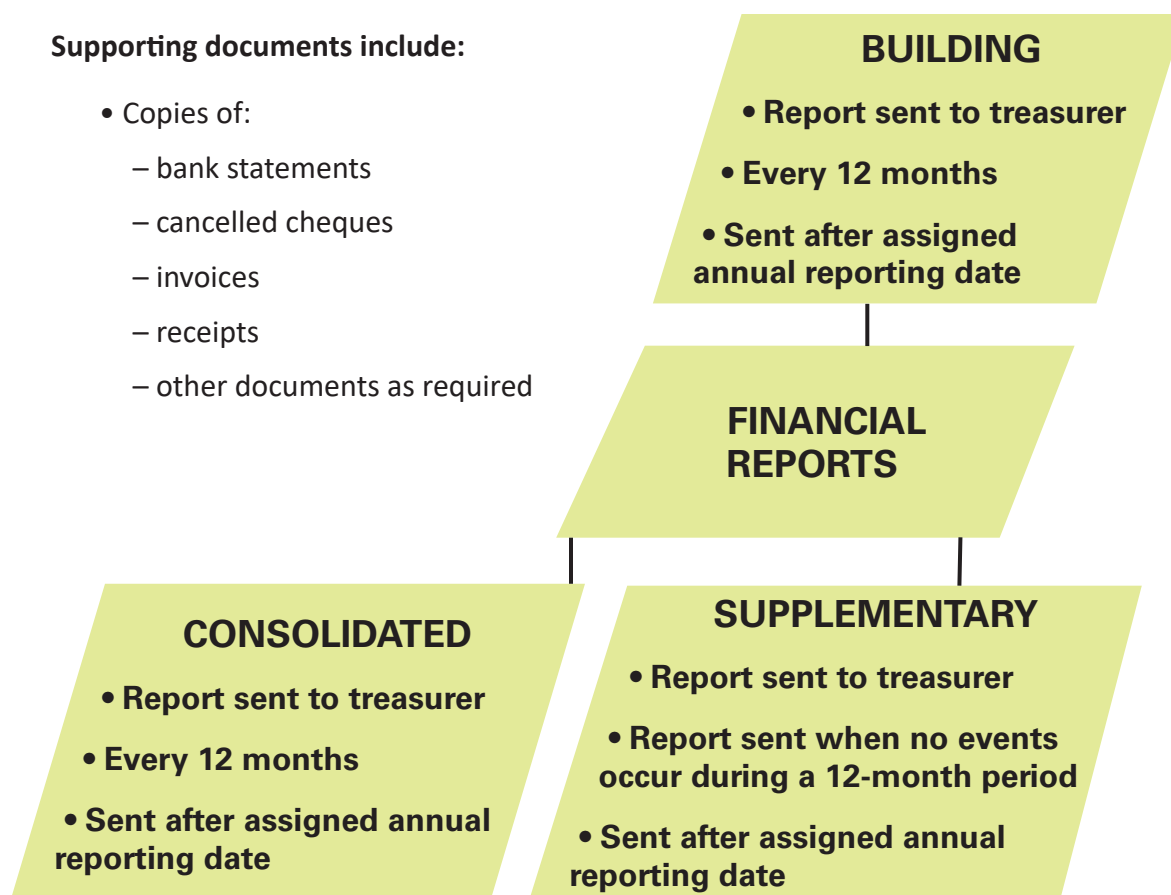 Supporting documents include:
• Copies of:
– bank statements
– cancelled cheques
– invoices
– receipts
– other documents as required
BUILDING
• Report sent to treasurer
• Every 12 months
• Sent after assigned
annual reporting date
FINANCIAL
REPORTS
CONSOLIDATED
• Report sent to treasurer
• Every 12 months
• Sent after assigned annual
reporting date
SUPPLEMENTARY
• Report sent to treasurer
• Report sent when no events
occur during a 12-month period
• Sent after assigned annual
reporting date